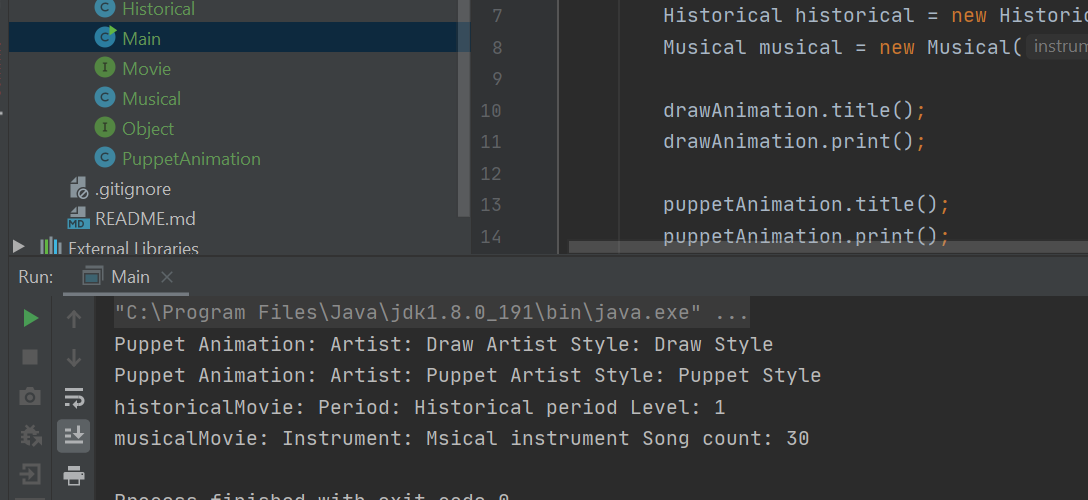 Historical
Main
Movie
Musical
Object
PuppetAnimation
.gitignore
README.md
External Libraries
7 Historical historical = new Historic
8 Musical musical = new Musical( instrum
9
10 drawAnimation.title();
11 drawAnimation.print();
12
13 puppetAnimation.title();
14 puppetAnimation.print();
Run: Main
"C:\Program Files\Java\jdk1.8.0_191\bin\java.exe" ...
Puppet Animation: Artist: Draw Artist Style: Draw Style
Puppet Animation: Artist: Puppet Artist Style: Puppet Style
historicalMovie: Period: Historical period Level: 1
musicalMovie: Instrument: Msical instrument Song count: 30
Process finished with exit code 0